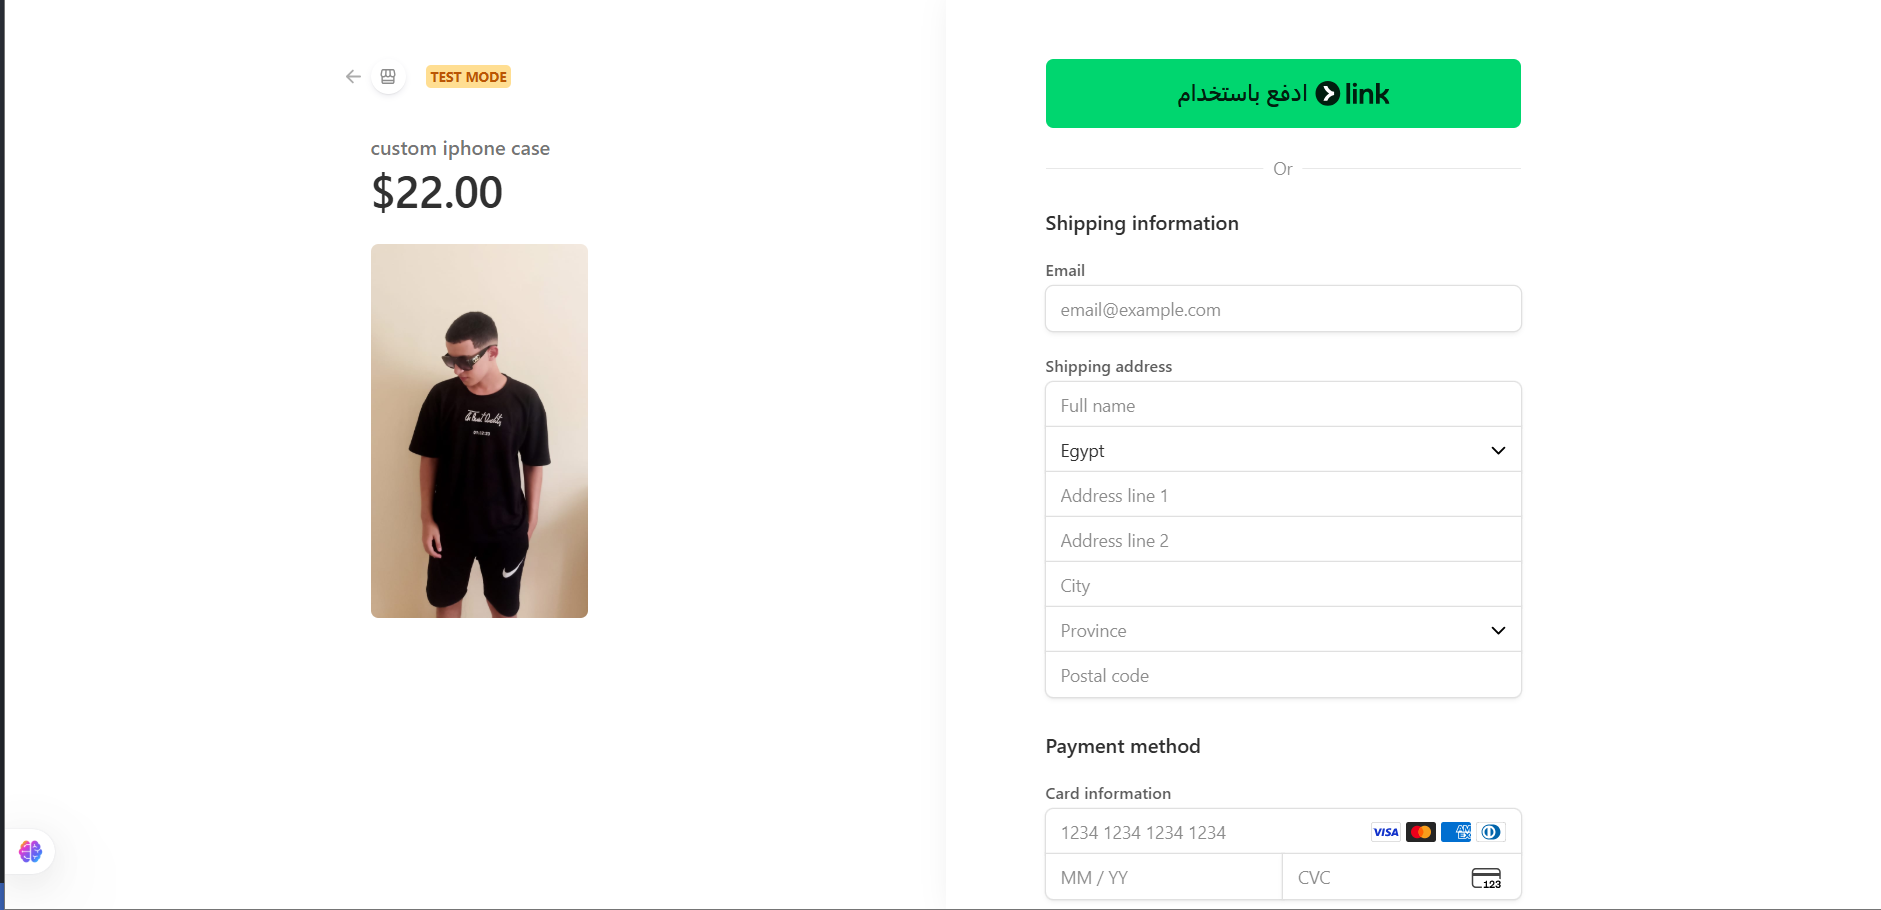 TEST MODE
custom iphone case
$22.00
ادفع باستخدام link
Or
Shipping information
Email
email@example.com
Shipping address
Full name
Egypt
Address line 1
Address line 2
City
Province
Postal code
Payment method
Card information
1234 1234 1234 1234
VISA
AM
EX
MM / YY
CVC
123